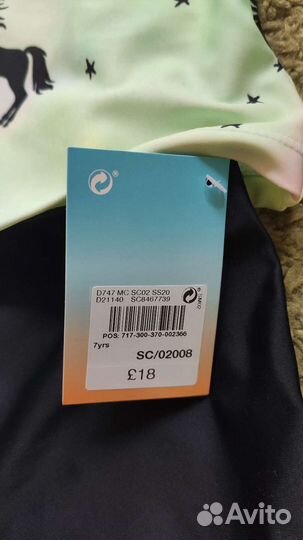 D747 MC SC02 SS20
D21140 SC8467739
POS: 717-300-370-002366
7yrs
SC/02008
£18
Avito